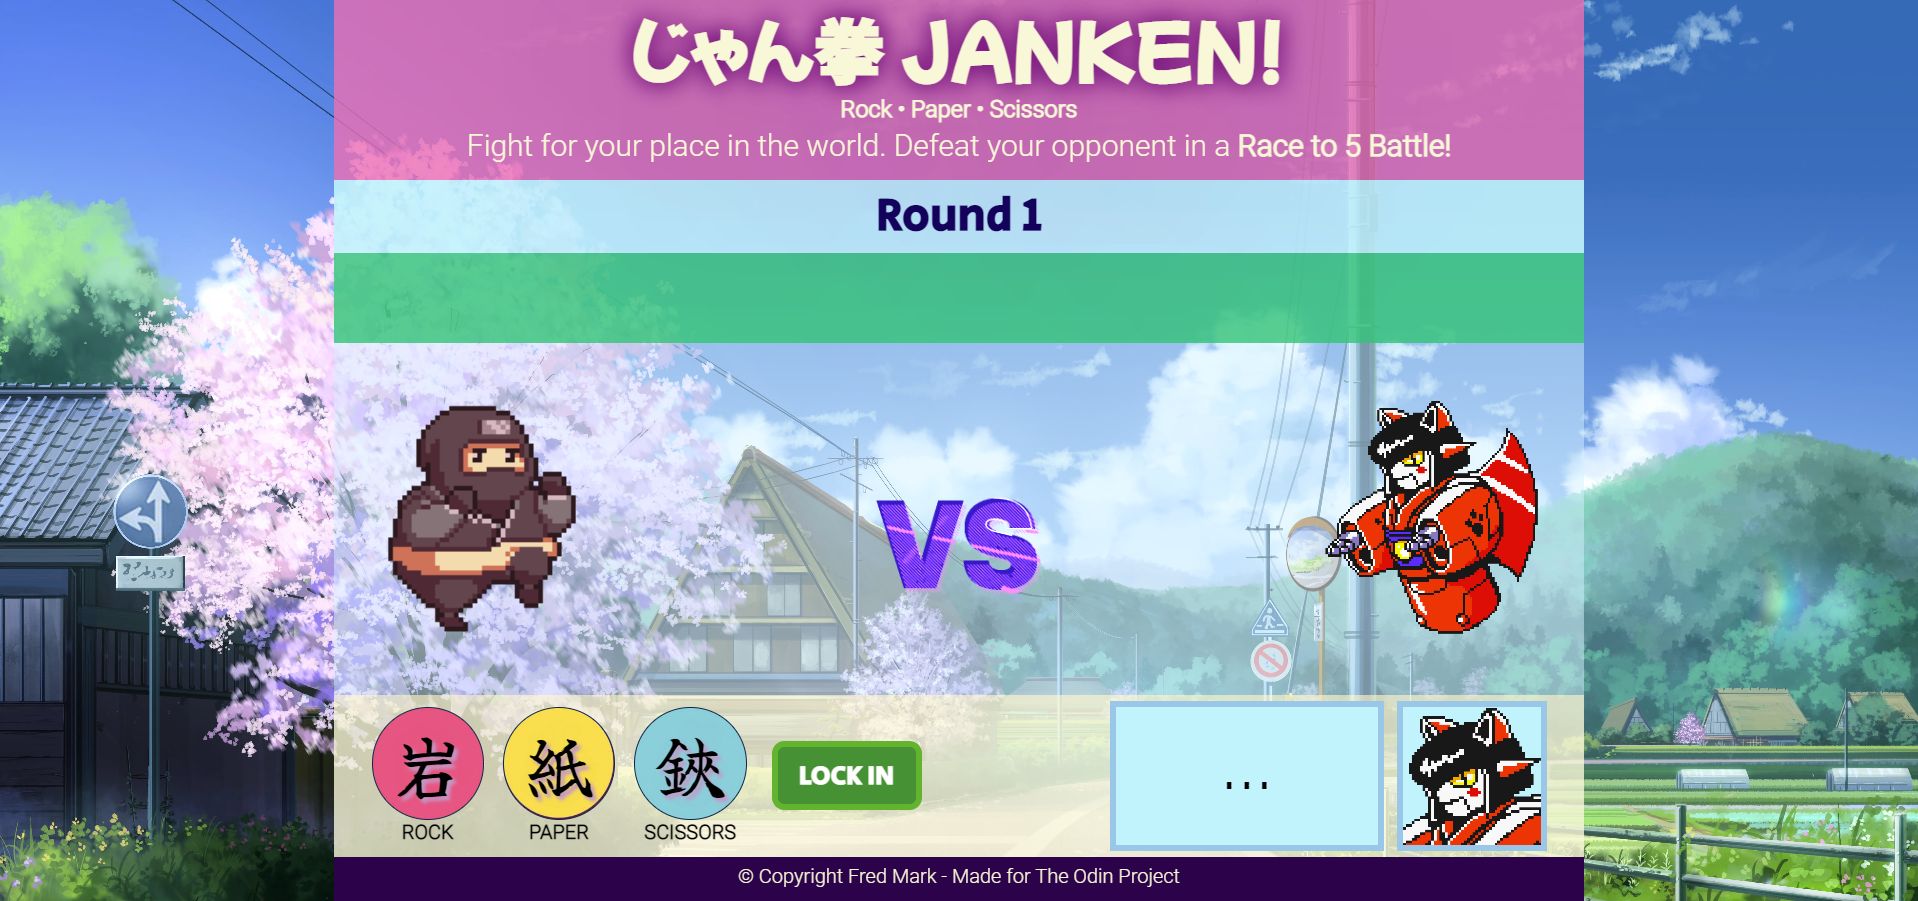 じゃん拳 JANKEN!
Rock • Paper • Scissors
Fight for your place in the world. Defeat your opponent in a Race to 5 Battle!
Round 1
VS
岩
紙
鋏
ROCK
PAPER
SCISSORS
LOCK IN
...
© Copyright Fred Mark - Made for The Odin Project